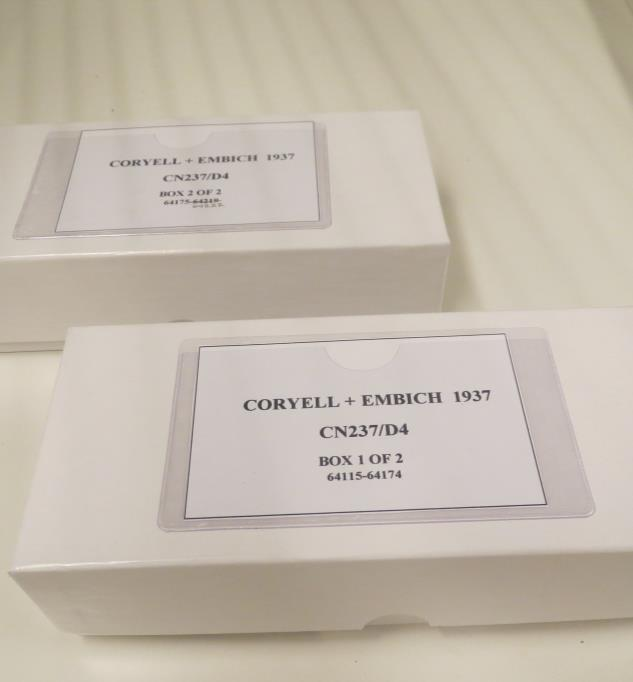 CORYELL + EMBICH 1937
CN237/D4
BOX 2 OF 2
64175-64219-
CORYELL + EMBICH 1937
CN237/D4
BOX 1 OF 2
64115-64174